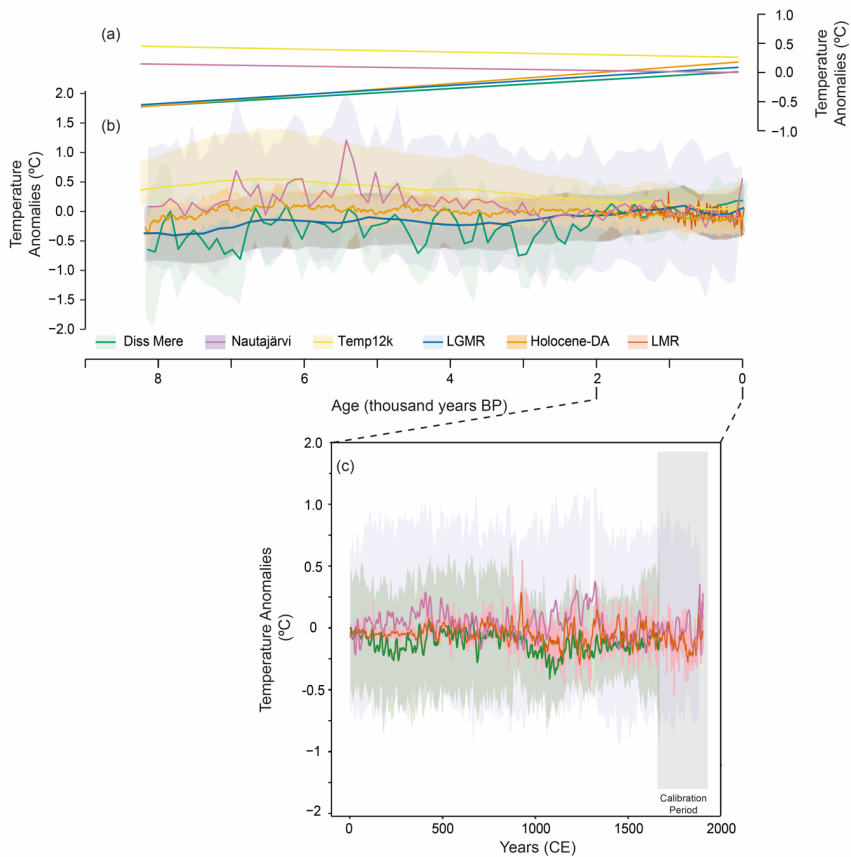 (a)
1.0
0.5
0.0
−0.5
−1.0
Temperature
Anomalies (ºC)
(b)
2.0
1.5
1.0
0.5
0.0
−0.5
−1.0
−1.5
−2.0
Temperature
Anomalies (ºC)
Diss Mere Nautajärvi Temp12k LGMR Holocene-DA LMR
8 6 4 2 0
Age (thousand years BP)
(c)
2.0
1.0
0.5
0
-0.5
−1
−2
Temperature Anomalies
(ºC)
Calibration
Period
0 500 1000 1500 2000
Years (CE)